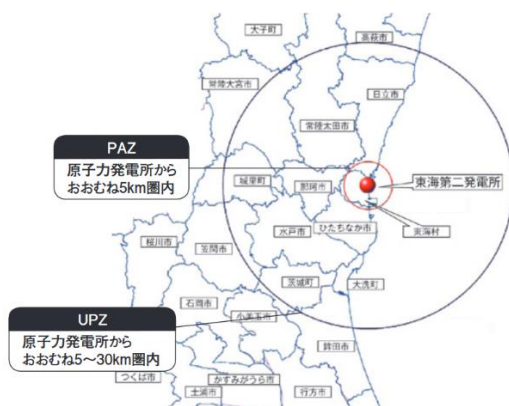 大子町
高萩市
常陸大宮市
日立市
常陸太田市
PAZ
原子力発電所から
おおむね5km圏内
城里町
那珂市
東海第二発電所
ひたちなか市
東海村
水戸市
桜川市
笠間市
茨城町
大洗町
石岡市
小美玉市
UPZ
原子力発電所から
おおむね5～30km圏内
鉾田市
つくば市
かすみがうら市
土浦市
行方市